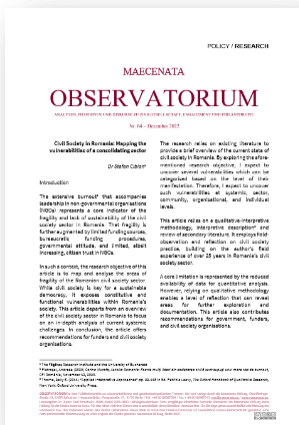 POLICY / RESEARCH
MAECENATA
OBSERVATORIUM
ANALYSEN, POSITIONEN UND DISKURSE ZU ZIVILGESELLSCHAFT, ENGAGEMENT UND PHILANTHROPIE
Nr. – Dezember 2022
Civil Society in Romania: Mapping the
vulnerabilities of a consolidating sector
Dr Stefan Cibian¹
Introduction
The extensive burnout² that accompanies
leadership in non-governmental organisations
(NGOs) represents a core indicator of the
fragility and lack of sustainability of the civil
society sector in Romania. That fragility is
further augmented by limited funding sources,
bureaucratic funding procedures,
governmental attitude, and limited, albeit
increasing, citizen trust in NGOs.
In such a context, the research objective of this
article is to map and analyse the areas of
fragility of the Romanian civil society sector.
While civil society is key for a sustainable
democracy, it exposes constitutive and
functional vulnerabilities within Romania's
society. This article departs from an overview
of the civil society sector in Romania to focus
on an in-depth analysis of current systemic
challenges. In conclusion, the article offers
recommendations for funders and civil society
organisations.
The research relies on existing literature to
provide a brief overview of the current state of
civil society in Romania. By exploring the afore-
mentioned research objective, I expect to
uncover several vulnerabilities which can be
categorised based on the level of their
manifestation. Therefore, I expect to uncover
such vulnerabilities at systemic, sector,
community, organisational, and individual
levels.
This article relies on a qualitative-interpretive
methodology, interpretive description³ and
review of secondary literature. It employs field-
observation and reflection on civil society
practice, building on the author's field
experience of over 25 years in Romania's civil
society sector.
A core limitation is represented by the reduced
availability of data for quantitative analysis.
However, relying on qualitative methodology
enables a level of reflection that can reveal
areas for further exploration and
documentation. This article also contributes
recommendations for government, funders,
and civil society organisations.